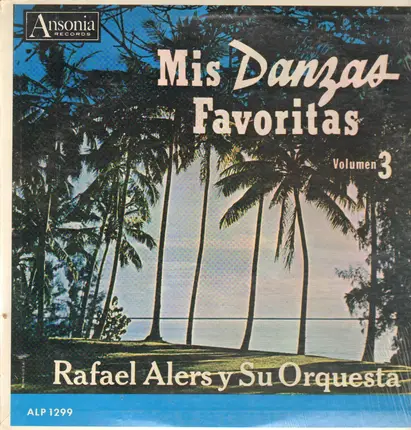 Ansonia
RECORDS
Mis Danzas
Favoritas
Volumen 3
Rafael Alers y Su Orquesta
ALP 1299